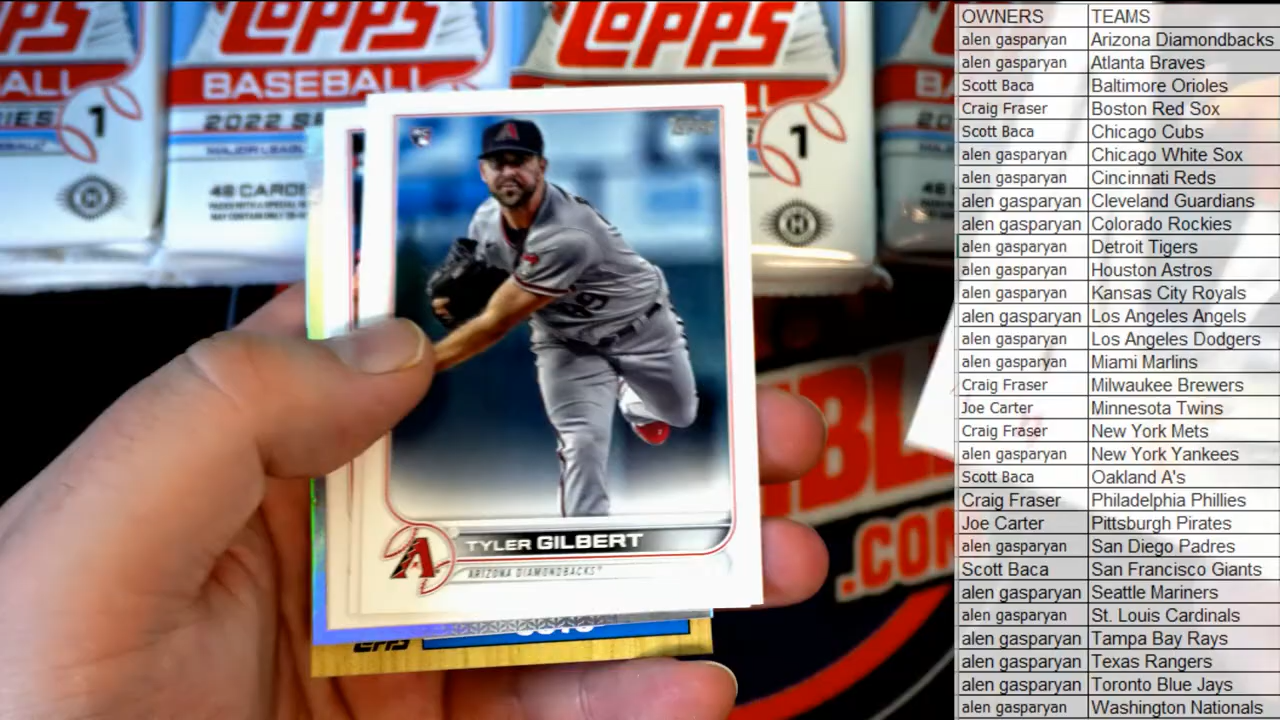 TOPPS
TOPPS
ALL
BASEBALL
1
2022
1
48 CARDS
TOPPS
TYLER GILBERT
ARIZONA DIAMONDBACKS
TOPPS
.COM
OWNERS TEAMS
alen gasparyan Arizona Diamondbacks
alen gasparyan Atlanta Braves
Scott Baca Baltimore Orioles
Craig Fraser Boston Red Sox
Scott Baca Chicago Cubs
alen gasparyan Chicago White Sox
alen gasparyan Cincinnati Reds
alen gasparyan Cleveland Guardians
alen gasparyan Colorado Rockies
alen gasparyan Detroit Tigers
alen gasparyan Houston Astros
alen gasparyan Kansas City Royals
alen gasparyan Los Angeles Angels
alen gasparyan Los Angeles Dodgers
alen gasparyan Miami Marlins
Craig Fraser Milwaukee Brewers
Joe Carter Minnesota Twins
Craig Fraser New York Mets
alen gasparyan New York Yankees
Scott Baca Oakland A's
Craig Fraser Philadelphia Phillies
Joe Carter Pittsburgh Pirates
alen gasparyan San Diego Padres
Scott Baca San Francisco Giants
alen gasparyan Seattle Mariners
alen gasparyan St. Louis Cardinals
alen gasparyan Tampa Bay Rays
alen gasparyan Texas Rangers
alen gasparyan Toronto Blue Jays
alen gasparyan Washington Nationals